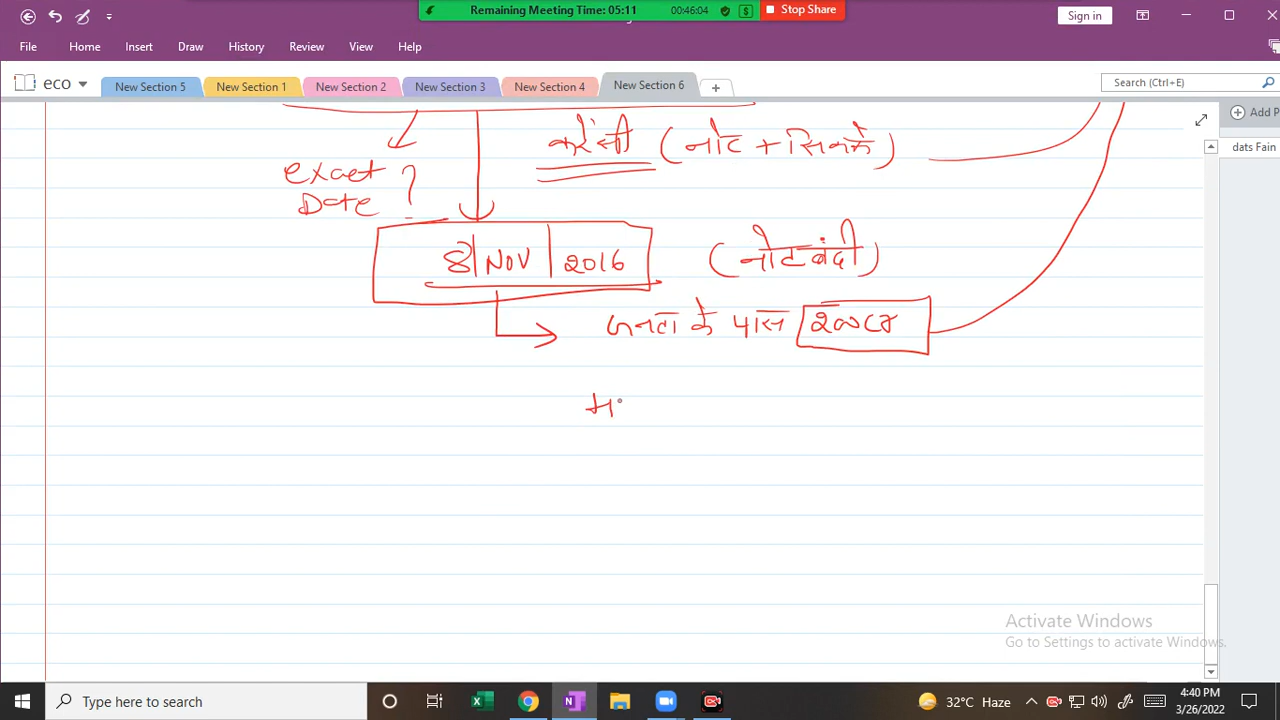 Remaining Meeting Time: 05:11 00:46:04 Stop Share
Sign in
File Home Insert Draw History Review View Help
eco New Section 5 New Section 1 New Section 2 New Section 3 New Section 4 New Section 6
Search (Ctrl+E)
Add P
dats Fain
करेंसी (नोट + सिक्के)
exact
Date ?
8 | NOV | 2016 (नोटबंदी)
जनता के पास
Activate Windows
Go to Settings to activate Windows.
Type here to search
32°C Haze
4:40 PM
3/26/2022